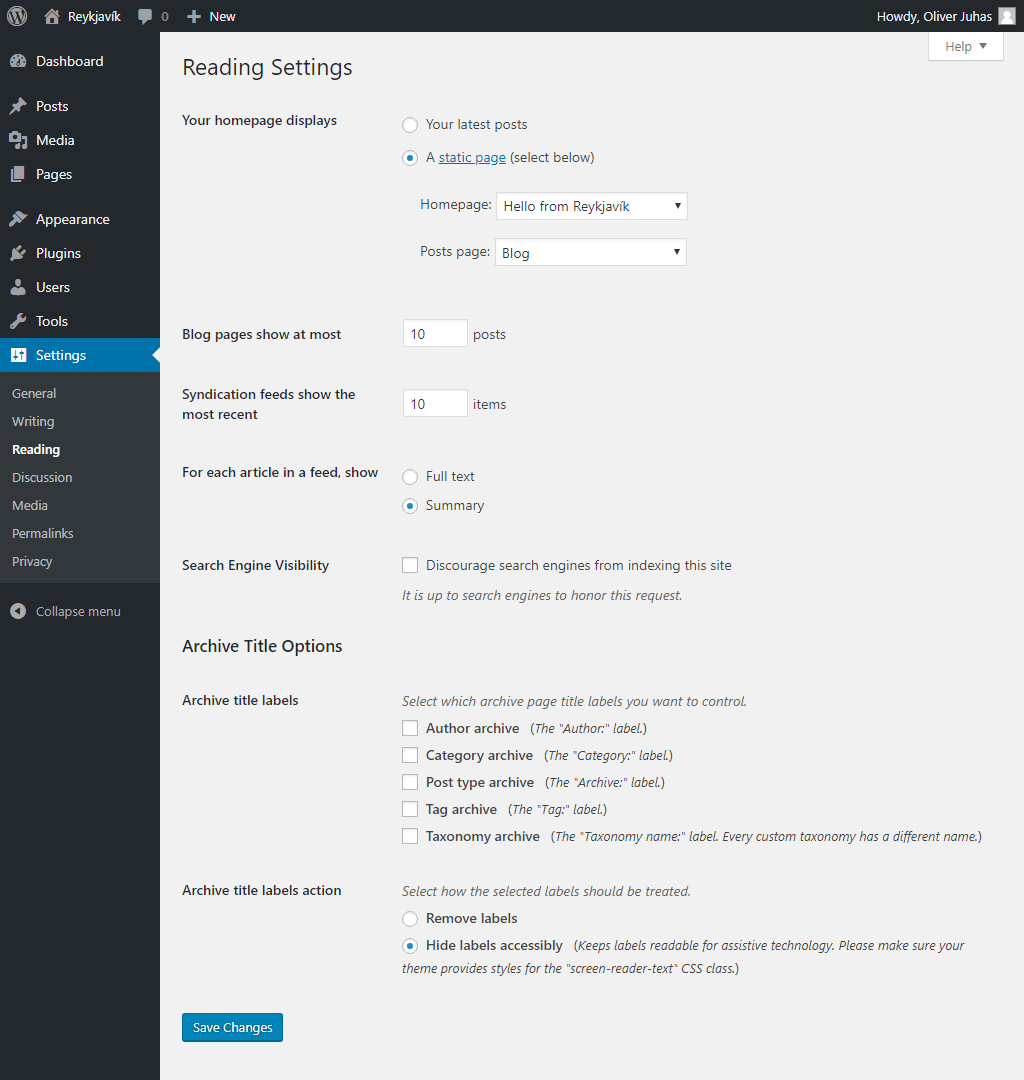 Reykjavík 0 New Howdy, Oliver Juhas
Help
Dashboard
Posts
Media
Pages
Appearance
Plugins
Users
Tools
Settings
General
Writing
Reading
Discussion
Media
Permalinks
Privacy
Collapse menu
Reading Settings
Your homepage displays
Your latest posts
A static page (select below)
Homepage: Hello from Reykjavík
Posts page: Blog
Blog pages show at most 10 posts
Syndication feeds show the
most recent
10 items
For each article in a feed, show
Full text
Summary
Search Engine Visibility
Discourage search engines from indexing this site
It is up to search engines to honor this request.
Archive Title Options
Archive title labels
Select which archive page title labels you want to control.
Author archive (The "Author:" label.)
Category archive (The "Category:" label.)
Post type archive (The "Archive:" label.)
Tag archive (The "Tag:" label.)
Taxonomy archive (The "Taxonomy name:" label. Every custom taxonomy has a different name.)
Archive title labels action
Select how the selected labels should be treated.
Remove labels
Hide labels accessibly (Keeps labels readable for assistive technology. Please make sure your
theme provides styles for the "screen-reader-text" CSS class.)
Save Changes